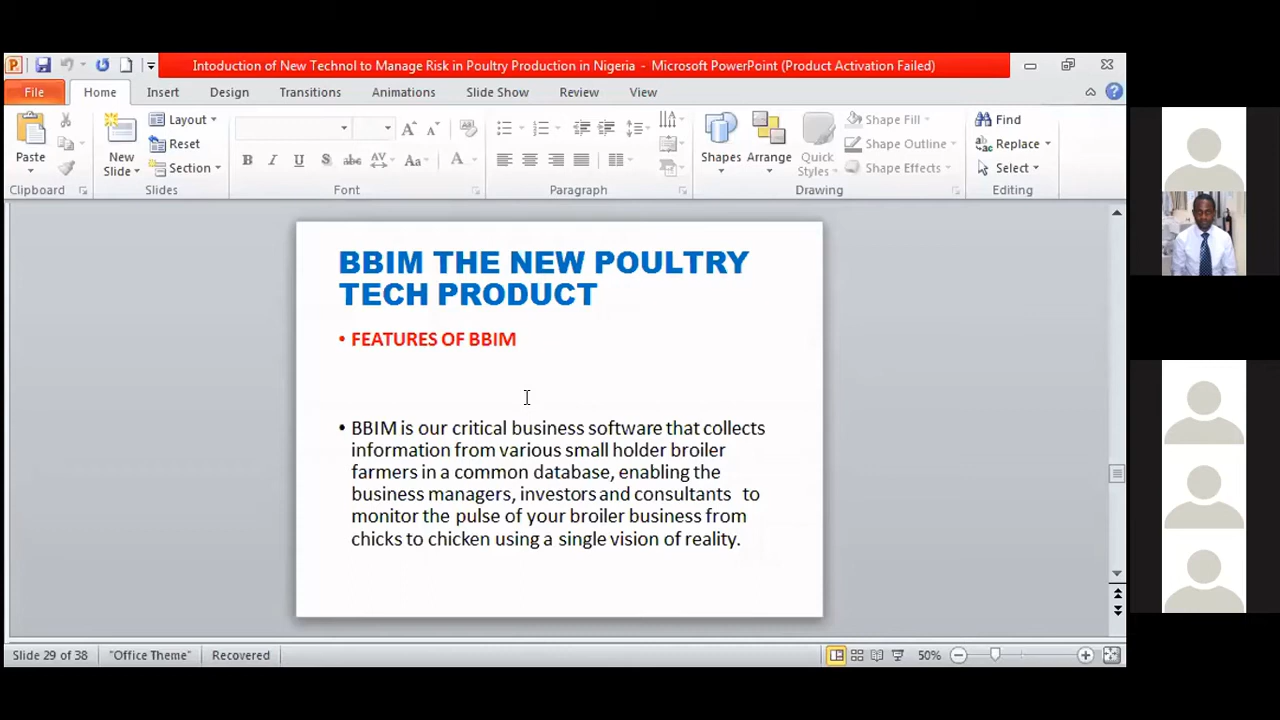 Intoduction of New Technol to Manage Risk in Poultry Production in Nigeria - Microsoft PowerPoint (Product Activation Failed)
File Home Insert Design Transitions Animations Slide Show Review View
Paste
Clipboard
New Slide
Layout
Reset
Section
Slides
B I U S abc AV Aa A
Font
Paragraph
Shapes
Arrange
Quick Styles
Shape Fill
Shape Outline
Shape Effects
Drawing
Find
Replace
Select
Editing
BBIM THE NEW POULTRY
TECH PRODUCT
• FEATURES OF BBIM
• BBIM is our critical business software that collects
information from various small holder broiler
farmers in a common database, enabling the
business managers, investors and consultants to
monitor the pulse of your broiler business from
chicks to chicken using a single vision of reality.
Slide 29 of 38 "Office Theme" Recovered 50%